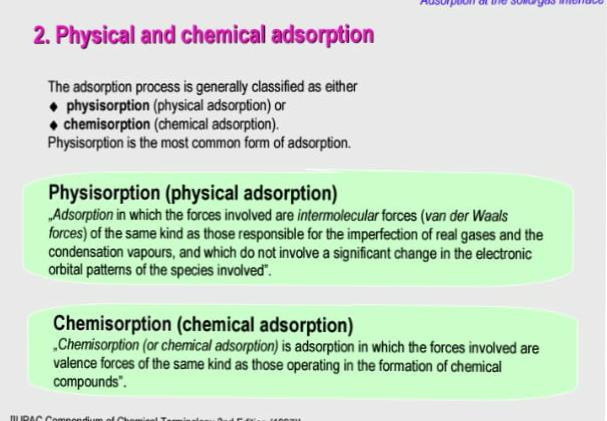 Adsorption at the solid/gas interface
2. Physical and chemical adsorption
The adsorption process is generally classified as either
♦ physisorption (physical adsorption) or
♦ chemisorption (chemical adsorption).
Physisorption is the most common form of adsorption.
Physisorption (physical adsorption)
„Adsorption in which the forces involved are intermolecular forces (van der Waals
forces) of the same kind as those responsible for the imperfection of real gases and the
condensation vapours, and which do not involve a significant change in the electronic
orbital patterns of the species involved”.
Chemisorption (chemical adsorption)
„Chemisorption (or chemical adsorption) is adsorption in which the forces involved are
valence forces of the same kind as those operating in the formation of chemical
compounds”.
IUPAC Compendium of Chemical Terminology 2nd Edition (1997)